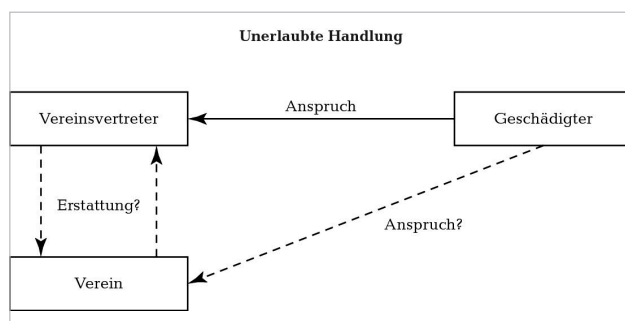 Unerlaubte Handlung
Anspruch
Vereinsvertreter
Geschädigter
Erstattung?
Anspruch?
Verein